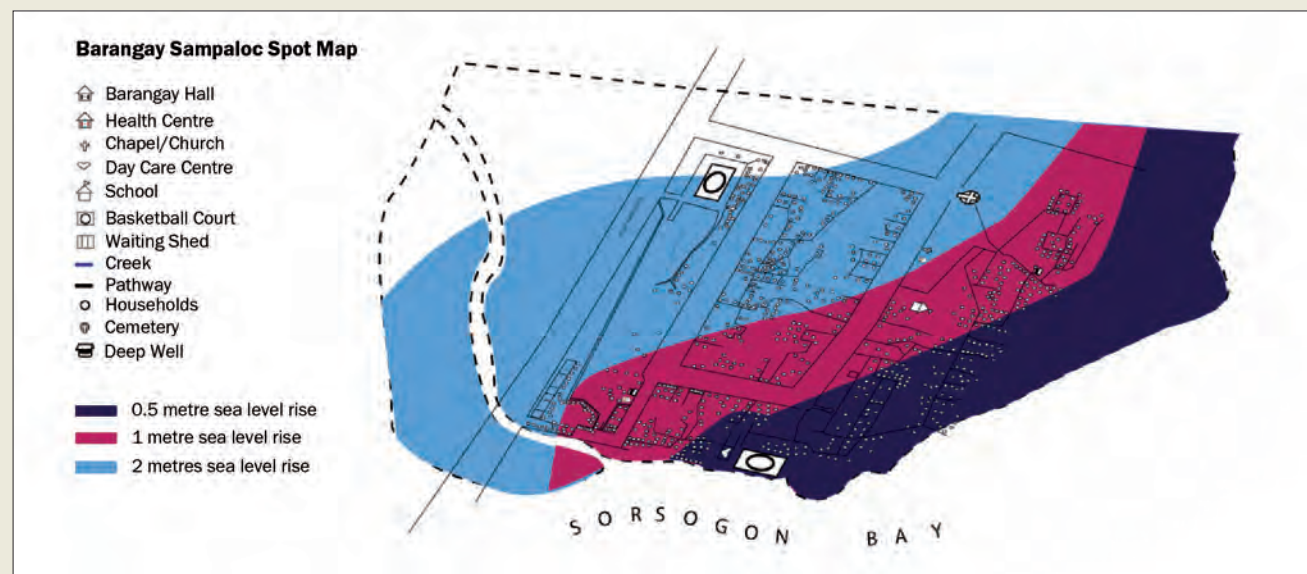 Barangay Sampaloc Spot Map
Barangay Hall
Health Centre
Chapel/Church
Day Care Centre
School
Basketball Court
Waiting Shed
Creek
Pathway
Households
Cemetery
Deep Well
0.5 metre sea level rise
1 metre sea level rise
2 metres sea level rise
SORSOGON BAY